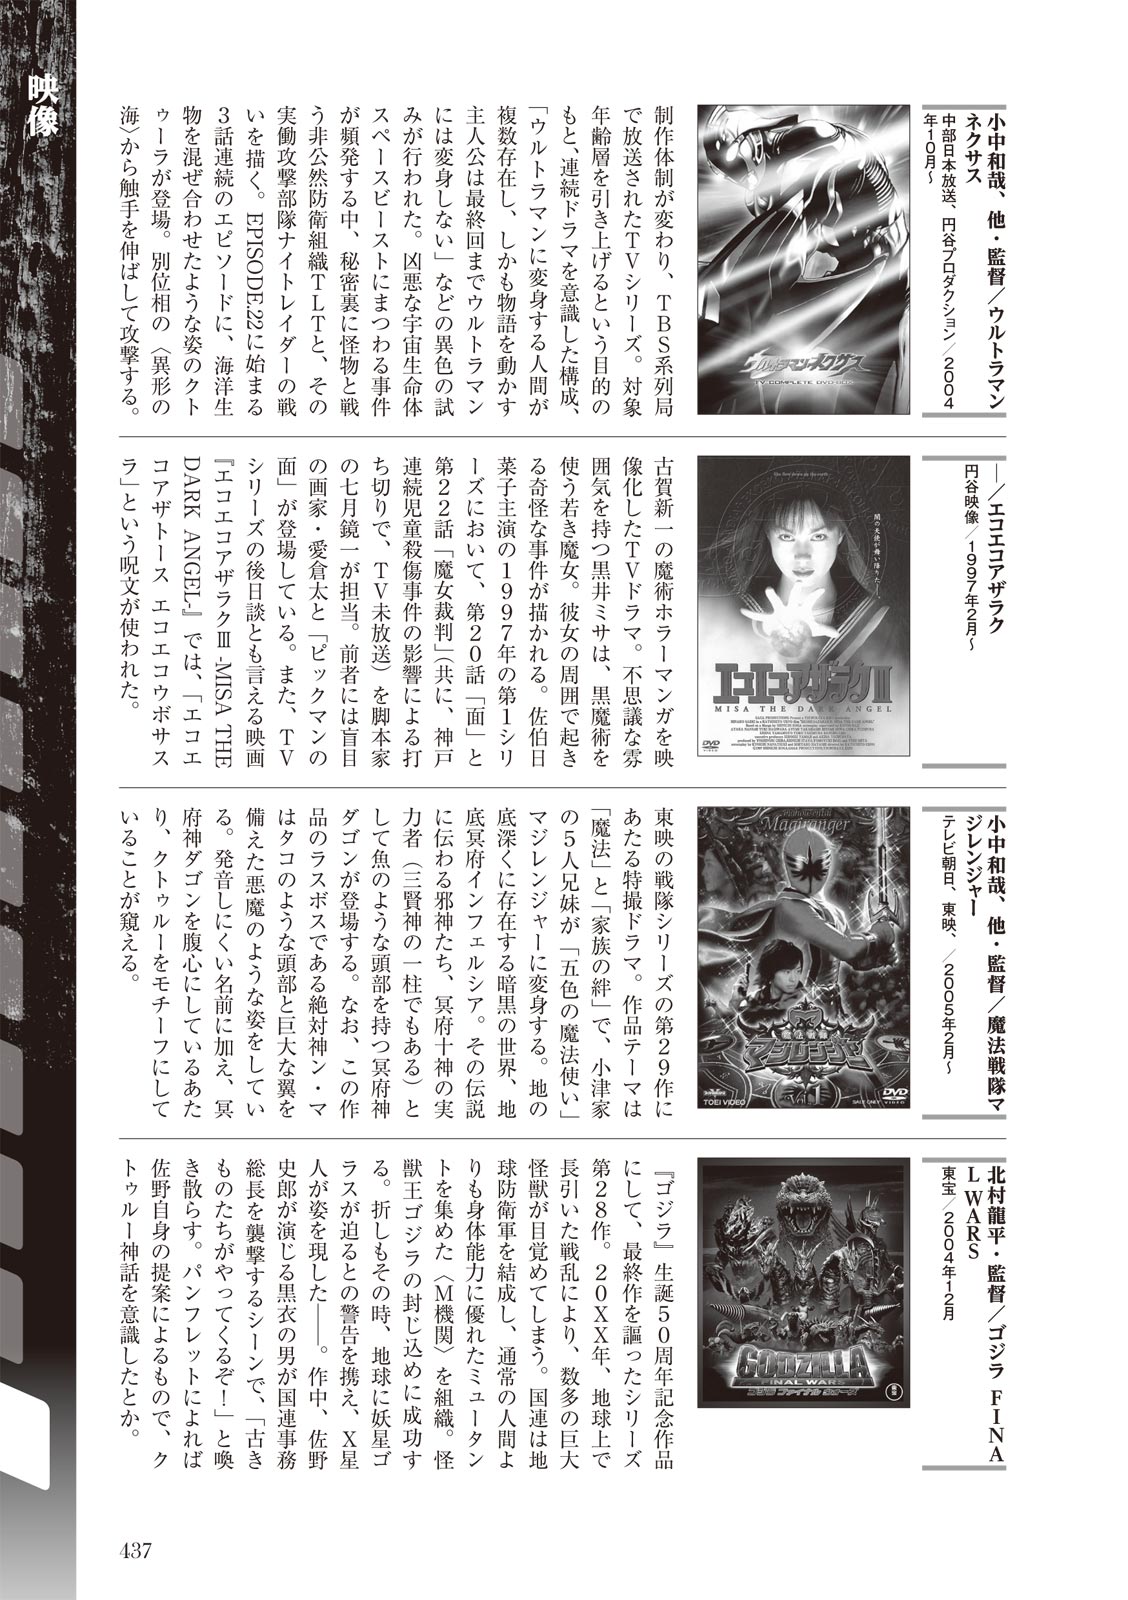 映像
小中和哉、他・監督／ウルトラマン
ネクサス
中部日本放送、円谷プロダクション／２００４
年１０月～
ウルトラマンネクサス
TV COMPLETE DVD-BOX
制作体制が変わり、ＴＢＳ系列局
で放送されたＴＶシリーズ。対象
年齢層を引き上げるという目的の
もと、連続ドラマを意識した構成、
「ウルトラマンに変身する人間が
複数存在し、しかも物語を動かす
主人公は最終回までウルトラマン
には変身しない」などの異色の試
みが行われた。凶悪な宇宙生命体
スペースビーストにまつわる事件
が頻発する中、秘密裏に怪物と戦
う非公然防衛組織ＴＬＴと、その
実働攻撃部隊ナイトレイダーの戦
いを描く。EPISODE.22に始まる
３話連続のエピソードに、海洋生
物を混ぜ合わせたような姿のクト
ゥーラが登場。別位相の〈異形の
海〉から触手を伸ばして攻撃する。
―／エコエコアザラク
円谷映像／１９９７年２月～
闇の天使が舞い降りた――。
エコエコアザラクⅢ
MISA THE DARK ANGEL
DVD
VIDEO
古賀新一の魔術ホラーマンガを映
像化したＴＶドラマ。不思議な雰
囲気を持つ黒井ミサは、黒魔術を
使う若き魔女。彼女の周囲で起き
る奇怪な事件が描かれる。佐伯日
菜子主演の１９９７年の第１シリ
ーズにおいて、第２０話「面」と
第２２話「魔女裁判」（共に、神戸
連続児童殺傷事件の影響による打
ち切りで、ＴＶ未放送）を脚本家
の七月鏡一が担当。前者には盲目
の画家・愛倉太と「ピックマンの
面」が登場している。また、ＴＶ
シリーズの後日談とも言える映画
『エコエコアザラクⅢ -MISA THE
DARK ANGEL-』では、「エコエ
コアザトース エコエコウボサス
ラ」という呪文が使われた。
小中和哉、他・監督／魔法戦隊マ
ジレンジャー
テレビ朝日、東映、／２００５年２月～
Magiranger
魔法戦隊
マジレンジャー
Vol.1
TOEI VIDEO
DVD
VIDEO
東映の戦隊シリーズの第２９作に
あたる特撮ドラマ。作品テーマは
「魔法」と「家族の絆」で、小津家
の５人兄妹が「五色の魔法使い」
マジレンジャーに変身する。地の
底深くに存在する暗黒の世界、地
底冥府インフェルシア。その伝説
に伝わる邪神たち、冥府十神の実
力者（三賢神の一柱でもある）と
して魚のような頭部を持つ冥府神
ダゴンが登場する。なお、この作
品のラスボスである絶対神ン・マ
はタコのような頭部と巨大な翼を
備えた悪魔のような姿をしてい
る。発音しにくい名前に加え、冥
府神ダゴンを腹心にしているあた
り、クトゥルーをモチーフにして
いることが窺える。
北村龍平・監督／ゴジラ ＦＩＮＡ
Ｌ ＷＡＲＳ
東宝／２００４年１２月
GODZILLA
FINAL WARS
ゴジラ ファイナル ウォーズ
『ゴジラ』生誕５０周年記念作品
にして、最終作を謳ったシリーズ
第２８作。２０ＸＸ年、地球上で
長引いた戦乱により、数多の巨大
怪獣が目覚めてしまう。国連は地
球防衛軍を結成し、通常の人間よ
りも身体能力に優れたミュータン
トを集めた〈Ｍ機関〉を組織。怪
獣王ゴジラの封じ込めに成功す
る。折しもその時、地球に妖星ゴ
ラスが迫るとの警告を携え、Ｘ星
人が姿を現した――。作中、佐野
史郎が演じる黒衣の男が国連事務
総長を襲撃するシーンで、「古き
ものたちがやってくるぞ！」と喚
き散らす。パンフレットによれば
佐野自身の提案によるもので、ク
トゥルー神話を意識したとか。
437